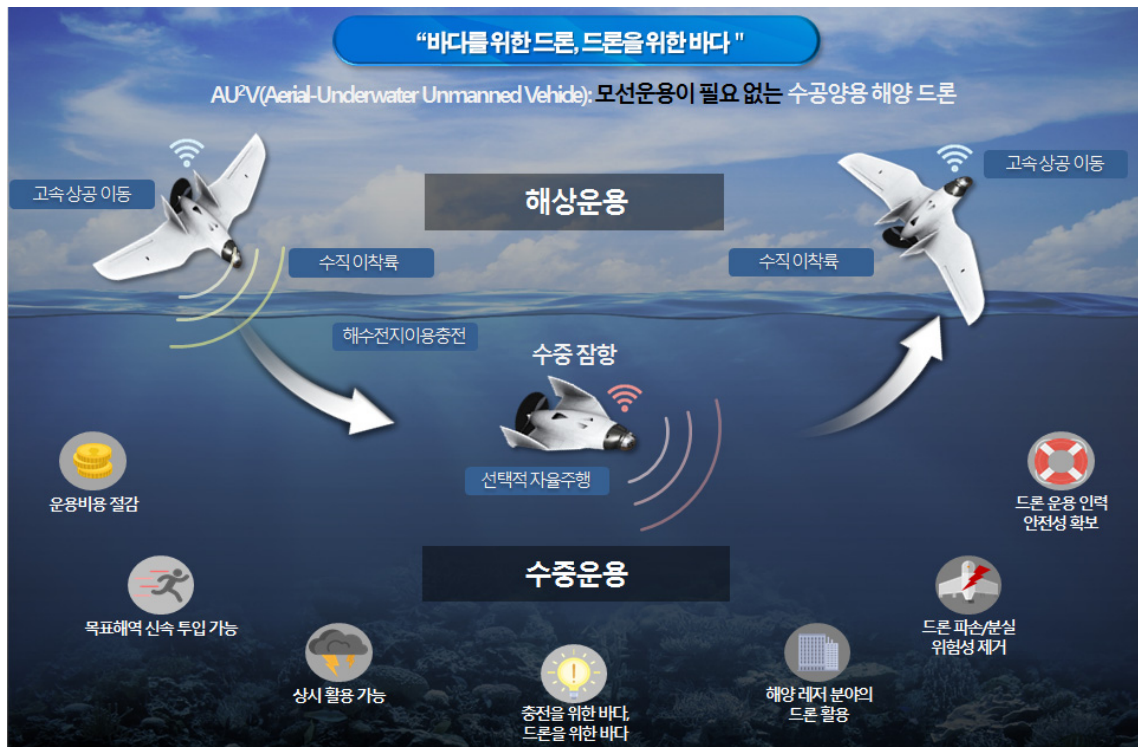 “바다를 위한 드론, 드론을 위한 바다 "
AU²V(Aerial-Underwater Unmanned Vehicle): 모선운용이 필요 없는 수공양용 해양 드론
고속 상공 이동
해상운용
고속 상공 이동
수직 이착륙
수직 이착륙
해수전지이용충전
수중 잠항
선택적 자율주행
운용비용 절감
드론 운용 인력
안전성 확보
수중운용
목표해역 신속 투입 가능
드론 파손/분실
위험성 제거
상시 활용 가능
충전을 위한 바다,
드론을 위한 바다
해양 레저 분야의
드론 활용